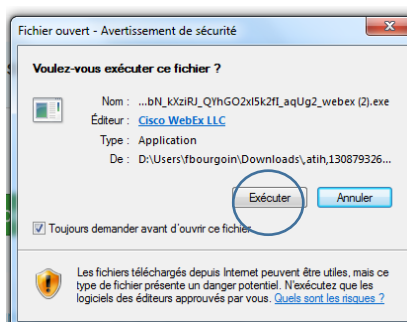 Fichier ouvert - Avertissement de sécurité
Voulez-vous exécuter ce fichier ?
Nom : ...bN_kXziRJ_QYhGO2xI5k2fI_aqUg2_webex (2).exe
Éditeur : Cisco WebEx LLC
Type : Application
De : D:\Users\fbourgoin\Downloads\,atih,130879326...
Exécuter Annuler
Toujours demander avant d'ouvrir ce fichier
Les fichiers téléchargés depuis Internet peuvent être utiles, mais ce
type de fichier présente un danger potentiel. N'exécutez que les
logiciels des éditeurs approuvés par vous. Quels sont les risques ?